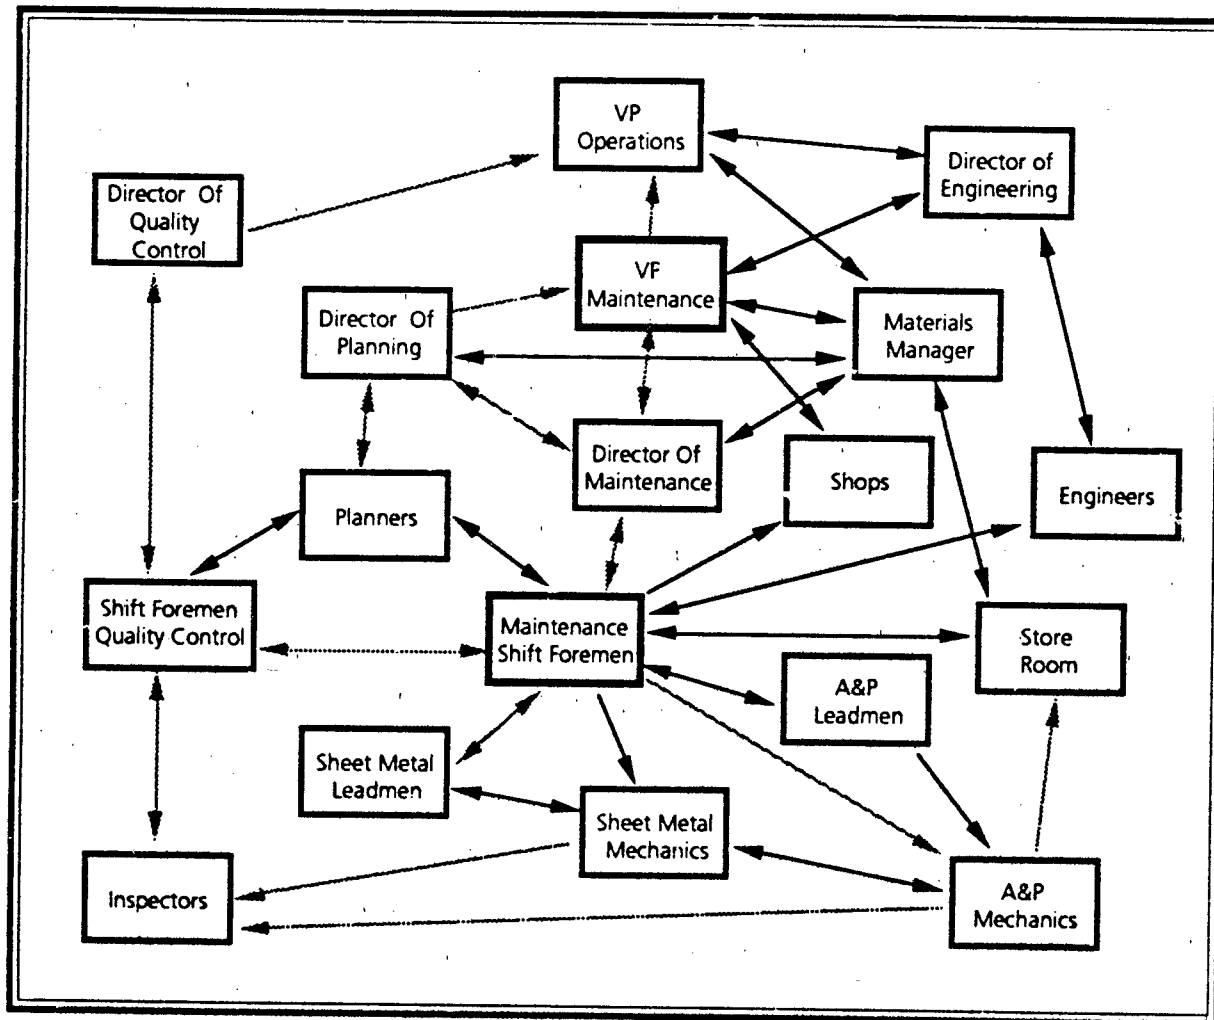 VP
Operations
Director of
Engineering
Director Of
Quality
Control
VF
Maintenance
Director Of
Planning
Materials
Manager
Director Of
Maintenance
Shops
Engineers
Planners
Shift Foremen
Quality Control
Maintenance
Shift Foremen
Store
Room
A&P
Leadmen
Sheet Metal
Leadmen
Sheet Metal
Mechanics
Inspectors
A&P
Mechanics